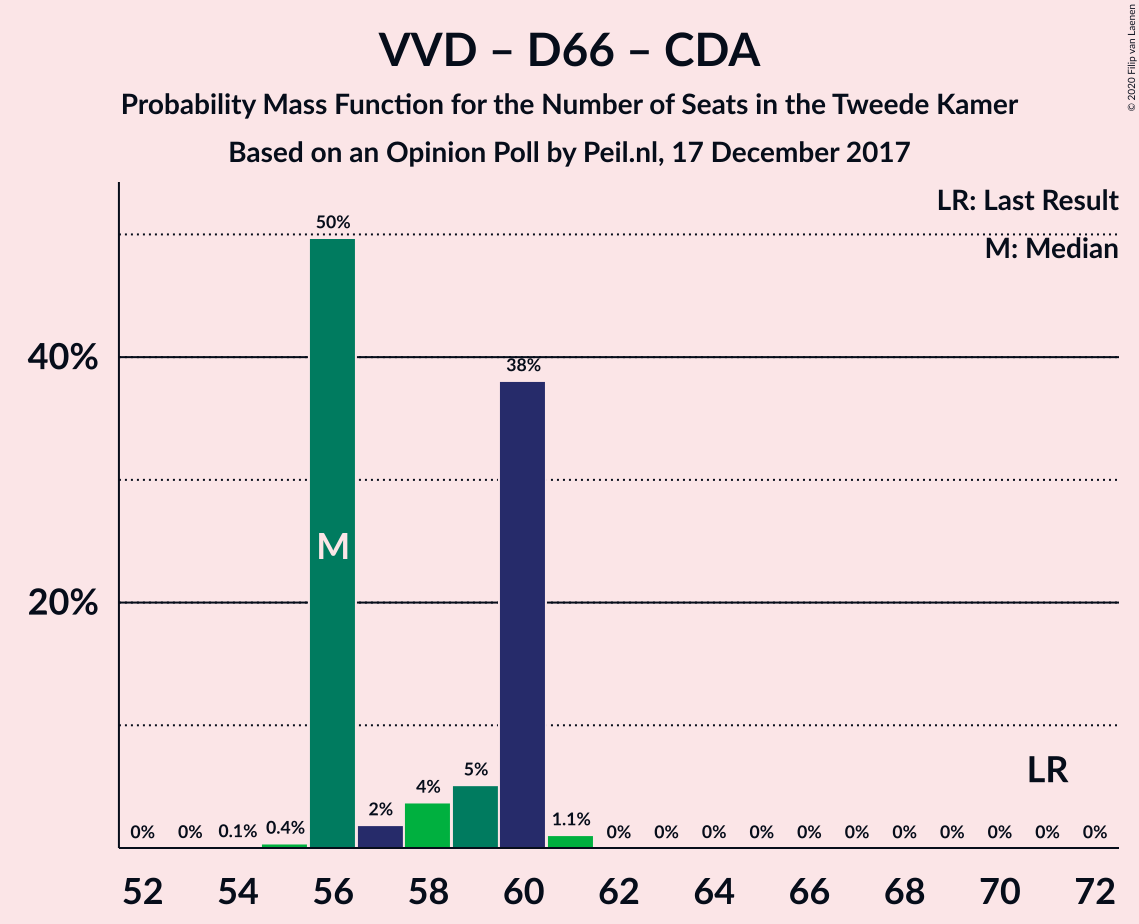 VVD – D66 – CDA
Probability Mass Function for the Number of Seats in the Tweede Kamer
Based on an Opinion Poll by Peil.nl, 17 December 2017
© 2020 Filip van Laenen
LR: Last Result
M: Median
50%
40%
38%
M
20%
LR
5%
4%
2%
1.1%
0% 0% 0.1% 0.4% 0% 0% 0% 0% 0% 0% 0% 0% 0% 0% 0%
52 54 56 58 60 62 64 66 68 70 72